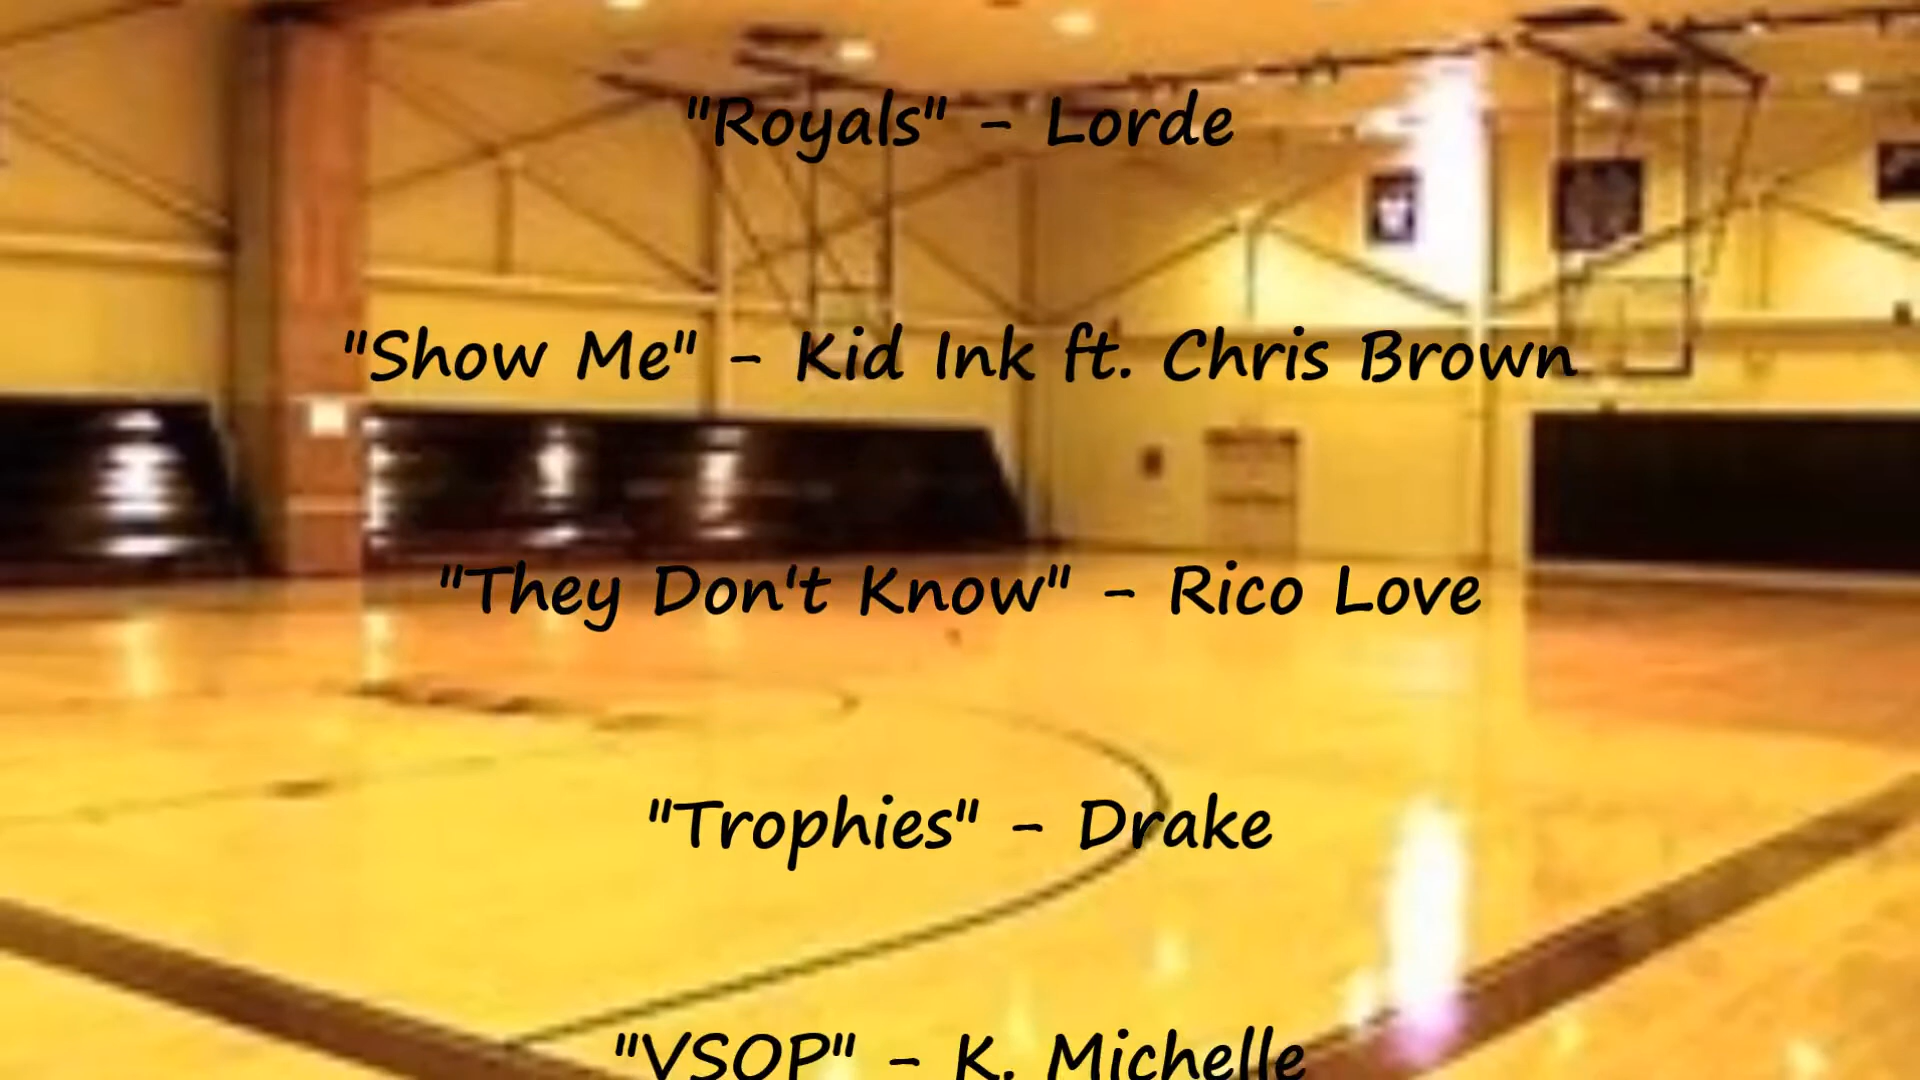 "Royals" - Lorde
"Show Me" - Kid Ink ft. Chris Brown
"They Don't Know" - Rico Love
"Trophies" - Drake
"VSOP" - K. Michelle